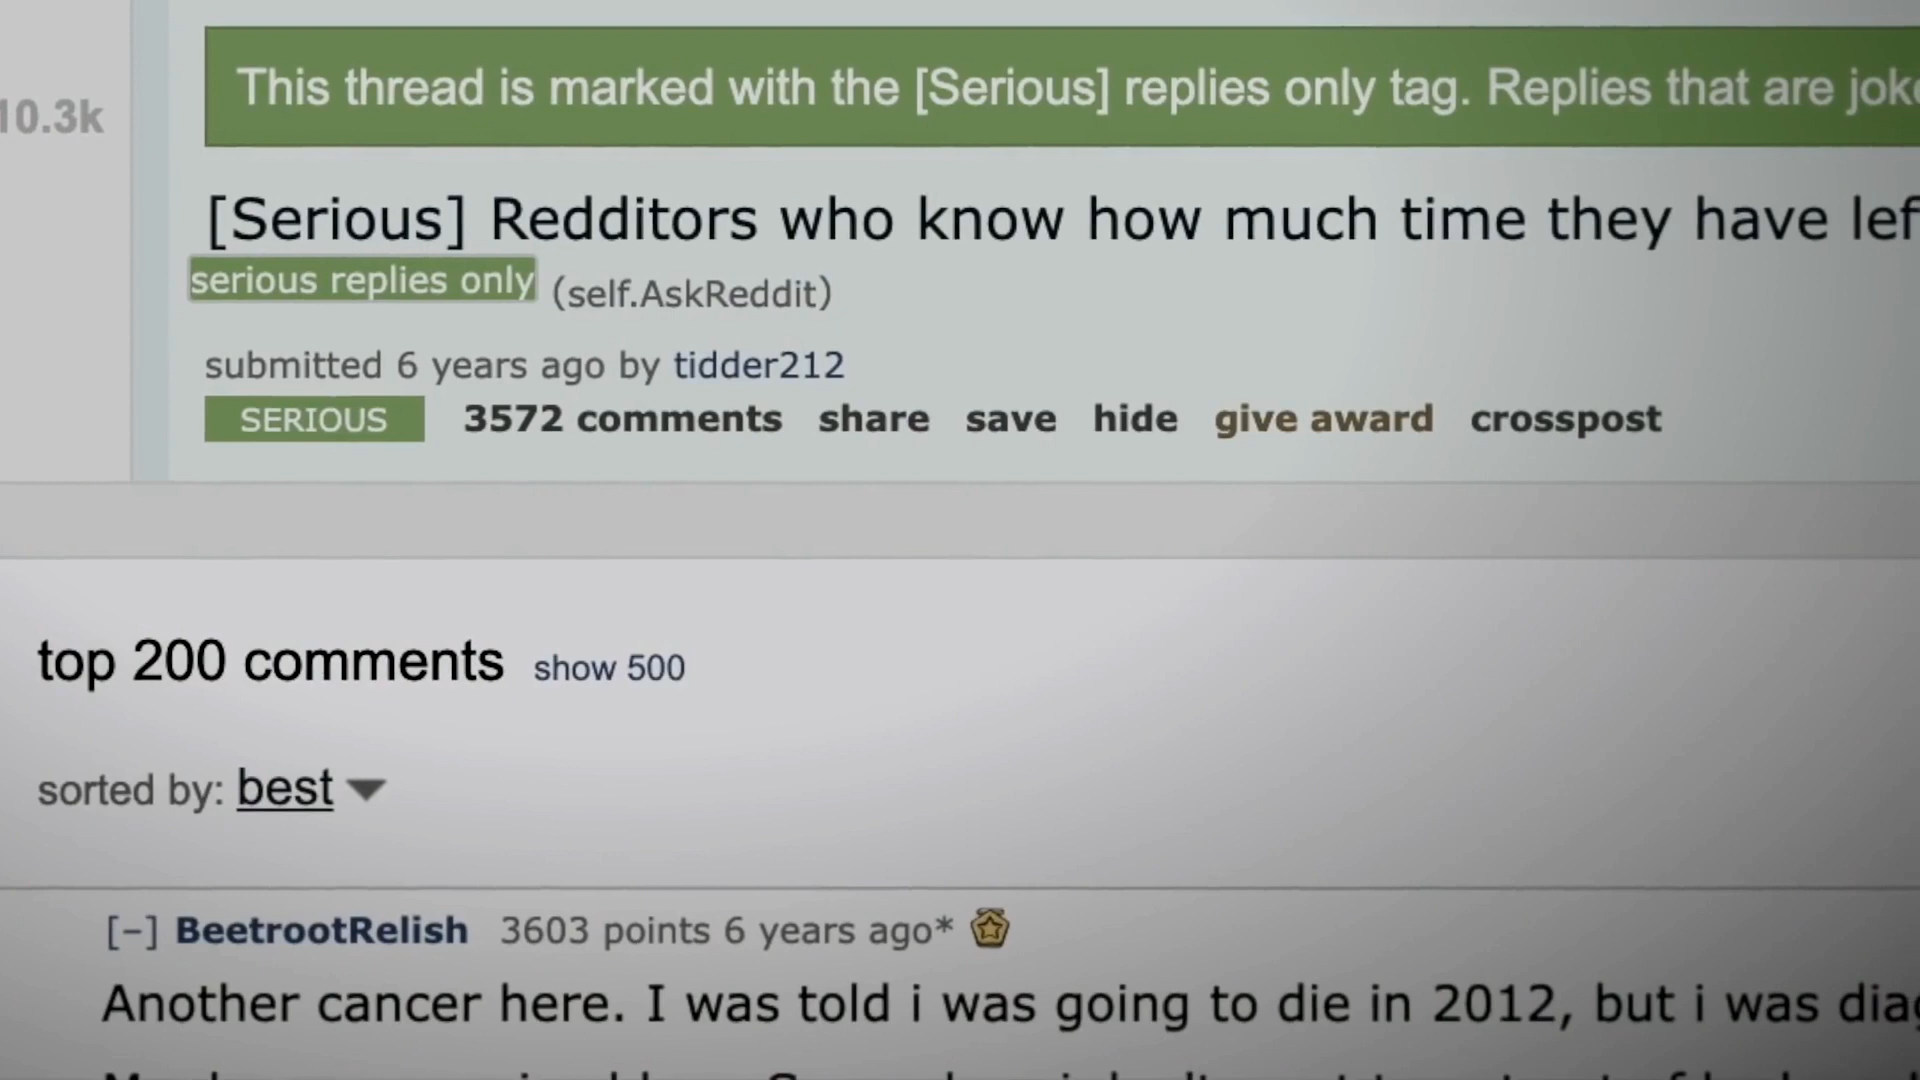 This thread is marked with the [Serious] replies only tag. Replies that are
10.3k
[Serious] Redditors who know how much time they have
serious replies only (self.AskReddit)
submitted 6 years ago by tidder212
SERIOUS 3572 comments share save hide give award crosspost
top 200 comments show 500
sorted by: best
[–] BeetrootRelish 3603 points 6 years ago*
Another cancer here. I was told i was going to die in 2012, but i was